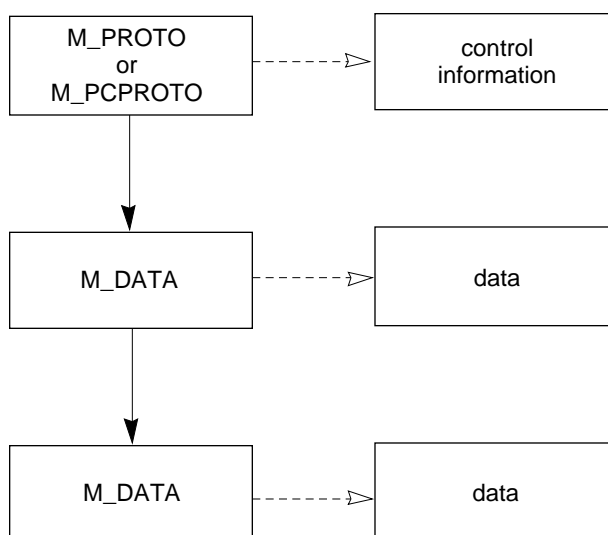 M_PROTO
or
M_PCPROTO
control
information
M_DATA
data
M_DATA
data